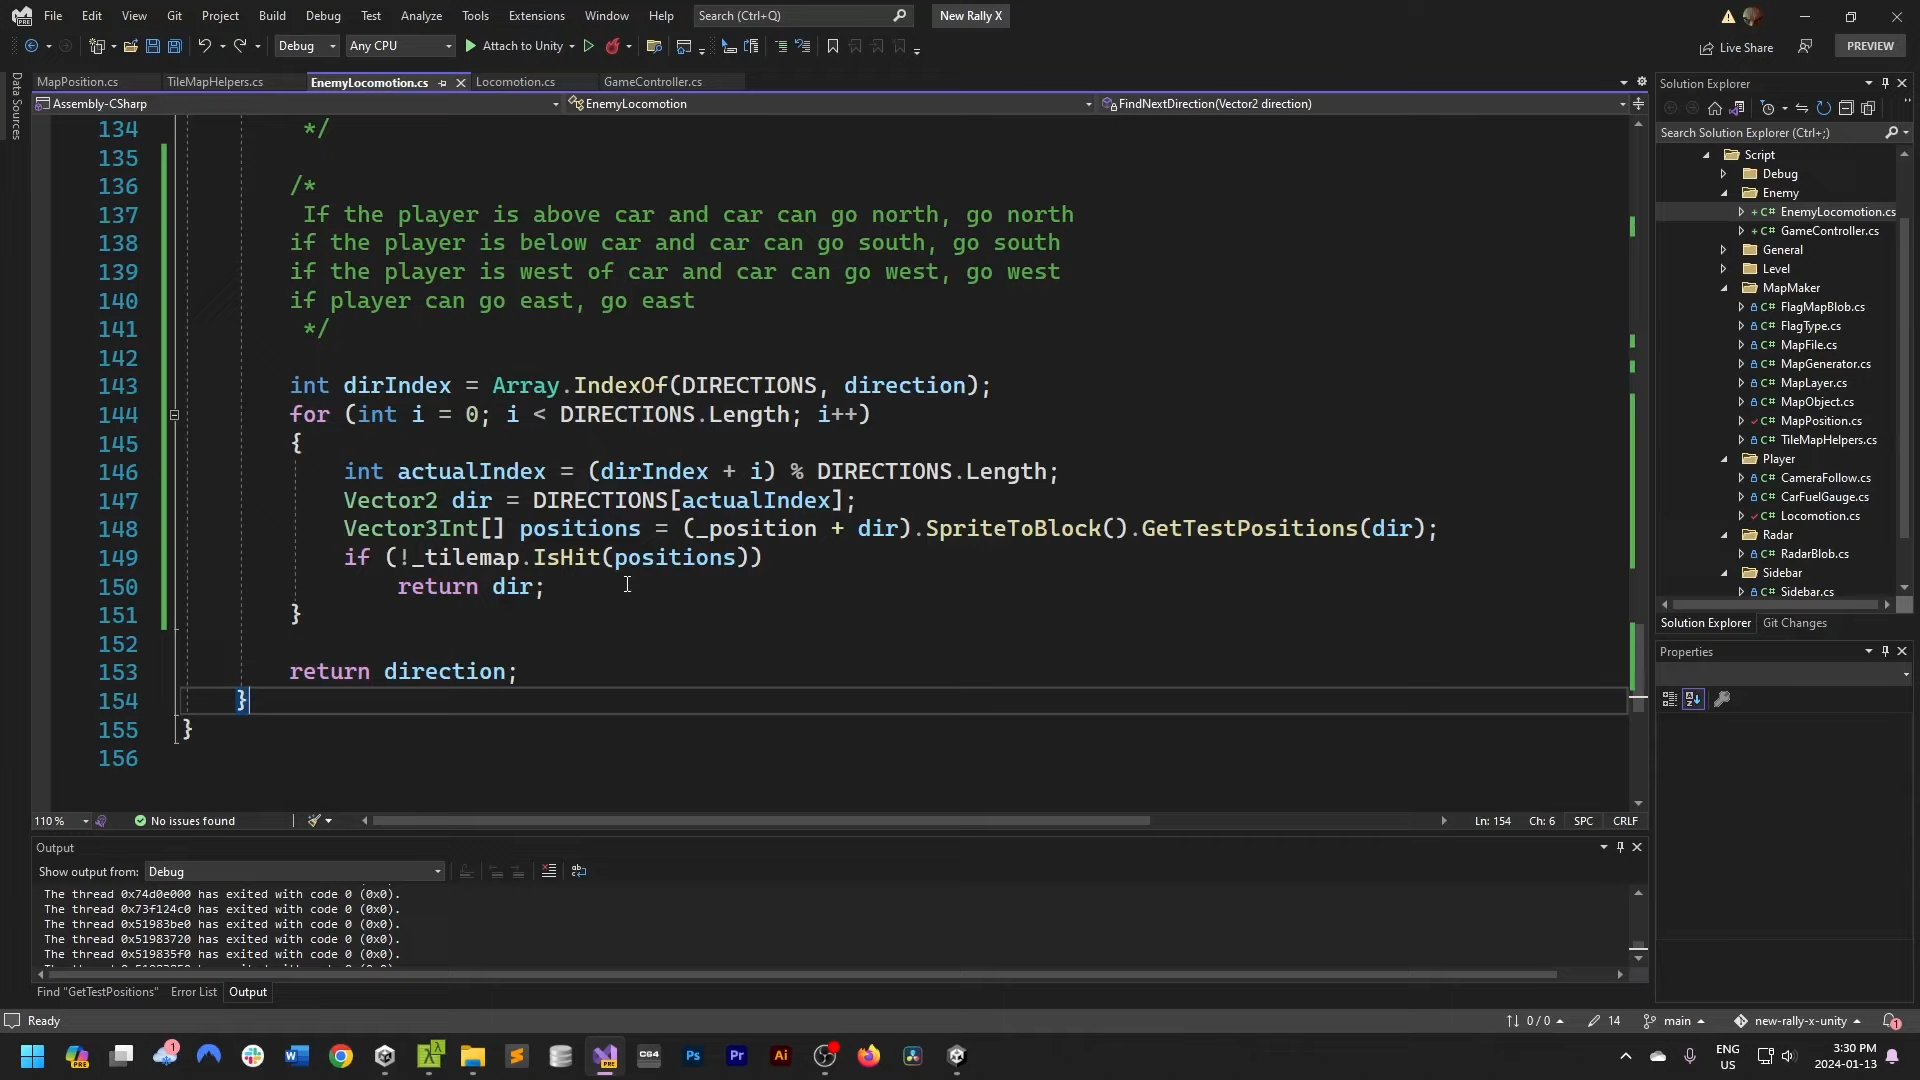 File Edit View Git Project Build Debug Test Analyze Tools Extensions Window Help Search (Ctrl+Q) New Rally X
Debug Any CPU Attach to Unity Live Share PREVIEW
Data Sources
MapPosition.cs TileMapHelpers.cs EnemyLocomotion.cs Locomotion.cs GameController.cs
Assembly-CSharp EnemyLocomotion FindNextDirection(Vector2 direction)
134 */
135
136 /*
137 If the player is above car and car can go north, go north
138 if the player is below car and car can go south, go south
139 if the player is west of car and car can go west, go west
140 if player can go east, go east
141 */
142
143 int dirIndex = Array.IndexOf(DIRECTIONS, direction);
144 for (int i = 0; i < DIRECTIONS.Length; i++)
145 {
146 int actualIndex = (dirIndex + i) % DIRECTIONS.Length;
147 Vector2 dir = DIRECTIONS[actualIndex];
148 Vector3Int[] positions = (_position + dir).SpriteToBlock().GetTestPositions(dir);
149 if (!_tilemap.IsHit(positions))
150 return dir;
151 }
152
153 return direction;
154 }
155 }
156
110 % No issues found Ln: 154 Ch: 6 SPC CRLF
Output
Show output from: Debug
The thread 0x74d0e000 has exited with code 0 (0x0).
The thread 0x73f124c0 has exited with code 0 (0x0).
The thread 0x51983be0 has exited with code 0 (0x0).
The thread 0x51983720 has exited with code 0 (0x0).
The thread 0x519835f0 has exited with code 0 (0x0).
Find "GetTestPositions" Error List Output
Solution Explorer
Search Solution Explorer (Ctrl+;)
Script
Debug
Enemy
C# EnemyLocomotion.cs
C# GameController.cs
General
Level
MapMaker
C# FlagMapBlob.cs
C# FlagType.cs
C# MapFile.cs
C# MapGenerator.cs
C# MapLayer.cs
C# MapObject.cs
C# MapPosition.cs
C# TileMapHelpers.cs
Player
C# CameraFollow.cs
C# CarFuelGauge.cs
C# Locomotion.cs
Radar
C# RadarBlob.cs
Sidebar
C# Sidebar.cs
Solution Explorer Git Changes
Properties
Ready 0 / 0 14 main new-rally-x-unity 1
1 PRE CG4 Ps Pr Ai ENG US 3:30 PM 2024-01-13